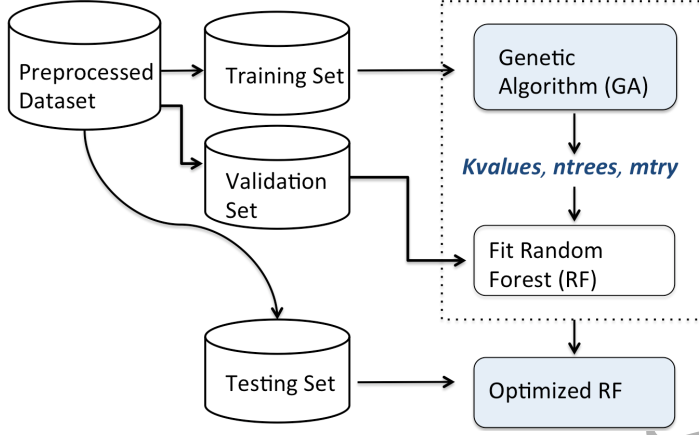 Preprocessed
Dataset
Training Set
Genetic
Algorithm (GA)
Kvalues, ntrees, mtry
Validation
Set
Fit Random
Forest (RF)
Testing Set
Optimized RF